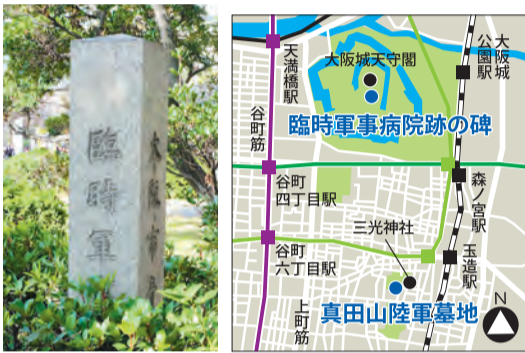 臨時軍
大阪市
天満橋駅
大阪城天守閣
大阪城
公園駅
谷町筋
臨時軍事病院跡の碑
谷町
四丁目駅
森ノ宮駅
三光神社
谷町
六丁目駅
玉造駅
真田山陸軍墓地
上町筋
N